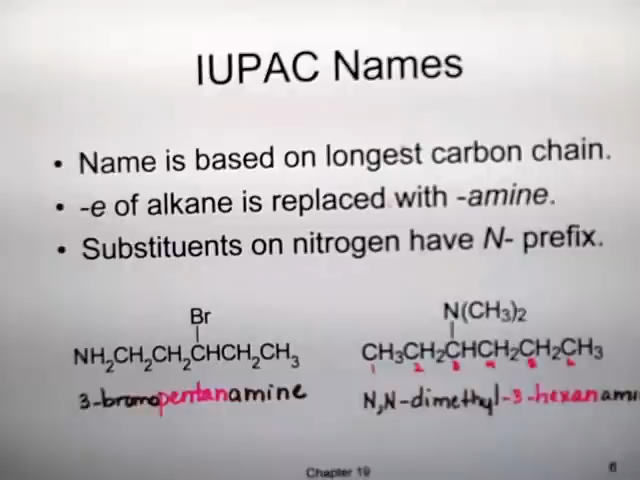 IUPAC Names
• Name is based on longest carbon chain.
• -e of alkane is replaced with -amine.
• Substituents on nitrogen have N- prefix.
Br
NH2CH2CH2CHCH2CH3
3-bromopentanamine
N(CH3)2
CH3CH2CHCH2CH2CH3
1 2 3 4 5 6
N,N-dimethyl-3-hexanami
Chapter 19
6